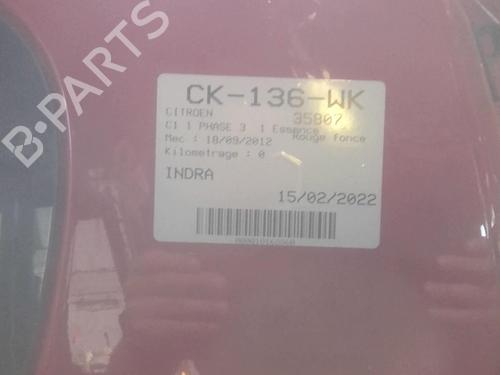 B-PARTS
CK-136-WK
CITROEN 35807
C1 1 PHASE 3 1 Essence
Mec : 18/09/2012 Rouge fonce
Kilometrage : 0
INDRA
15/02/2022